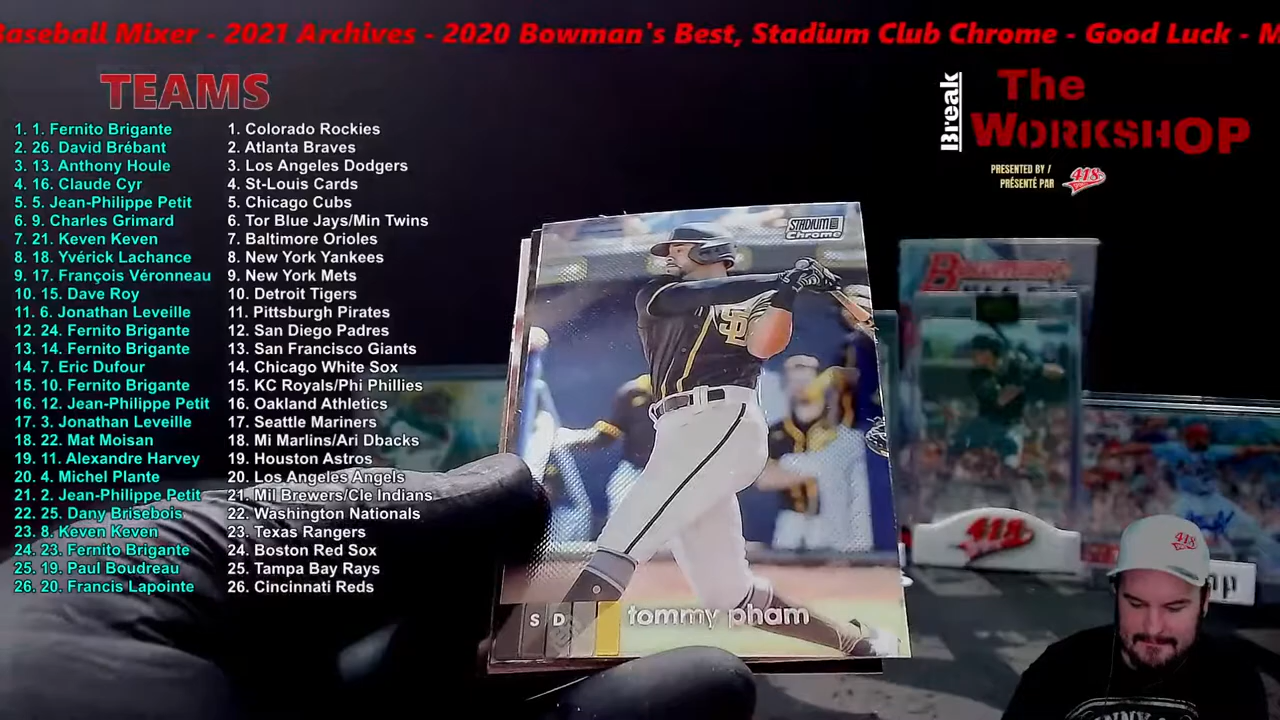 Baseball Mixer - 2021 Archives - 2020 Bowman`s Best, Stadium Club Chrome - Good Luck - M
TEAMS
1. 1. Fernito Brigante
2. 26. David Brébant
3. 13. Anthony Houle
4. 16. Claude Cyr
5. 5. Jean-Philippe Petit
6. 9. Charles Grimard
7. 21. Keven Keven
8. 18. Yvérick Lachance
9. 17. François Véronneau
10. 15. Dave Roy
11. 6. Jonathan Leveille
12. 24. Fernito Brigante
13. 14. Fernito Brigante
14. 7. Eric Dufour
15. 10. Fernito Brigante
16. 12. Jean-Philippe Petit
17. 3. Jonathan Leveille
18. 22. Mat Moisan
19. 11. Alexandre Harvey
20. 4. Michel Plante
21. 2. Jean-Philippe Petit
22. 25. Dany Brisebois
23. 8. Keven Keven
24. 23. Fernito Brigante
25. 19. Paul Boudreau
26. 20. Francis Lapointe
1. Colorado Rockies
2. Atlanta Braves
3. Los Angeles Dodgers
4. St-Louis Cards
5. Chicago Cubs
6. Tor Blue Jays/Min Twins
7. Baltimore Orioles
8. New York Yankees
9. New York Mets
10. Detroit Tigers
11. Pittsburgh Pirates
12. San Diego Padres
13. San Francisco Giants
14. Chicago White Sox
15. KC Royals/Phi Phillies
16. Oakland Athletics
17. Seattle Mariners
18. Mi Marlins/Ari Dbacks
19. Houston Astros
20. Los Angeles Angels
21. Mil Brewers/Cle Indians
22. Washington Nationals
23. Texas Rangers
24. Boston Red Sox
25. Tampa Bay Rays
26. Cincinnati Reds
The
Break
WORKSHOP
PRESENTED BY /
PRÉSENTÉ PAR
418
STADIUM
Chrome
SD
SD
tommy pham
418
418